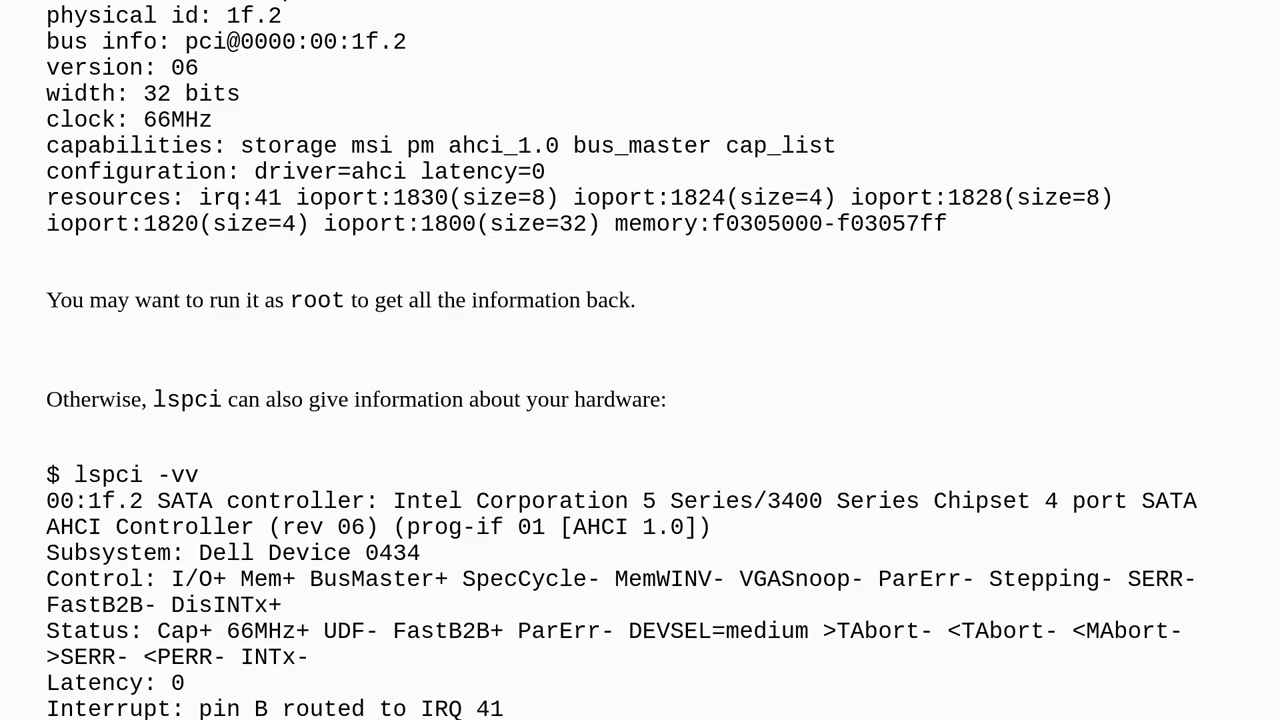 physical id: 1f.2
bus info: pci@0000:00:1f.2
version: 06
width: 32 bits
clock: 66MHz
capabilities: storage msi pm ahci_1.0 bus_master cap_list
configuration: driver=ahci latency=0
resources: irq:41 ioport:1830(size=8) ioport:1824(size=4) ioport:1828(size=8)
ioport:1820(size=4) ioport:1800(size=32) memory:f0305000-f03057ff
You may want to run it as root to get all the information back.
Otherwise, lspci can also give information about your hardware:
$ lspci -vv
00:1f.2 SATA controller: Intel Corporation 5 Series/3400 Series Chipset 4 port SATA
AHCI Controller (rev 06) (prog-if 01 [AHCI 1.0])
Subsystem: Dell Device 0434
Control: I/O+ Mem+ BusMaster+ SpecCycle- MemWINV- VGASnoop- ParErr- Stepping- SERR-
FastB2B- DisINTx+
Status: Cap+ 66MHz+ UDF- FastB2B+ ParErr- DEVSEL=medium >TAbort- <TAbort- <MAbort-
>SERR- <PERR- INTx-
Latency: 0
Interrupt: pin B routed to IRQ 41